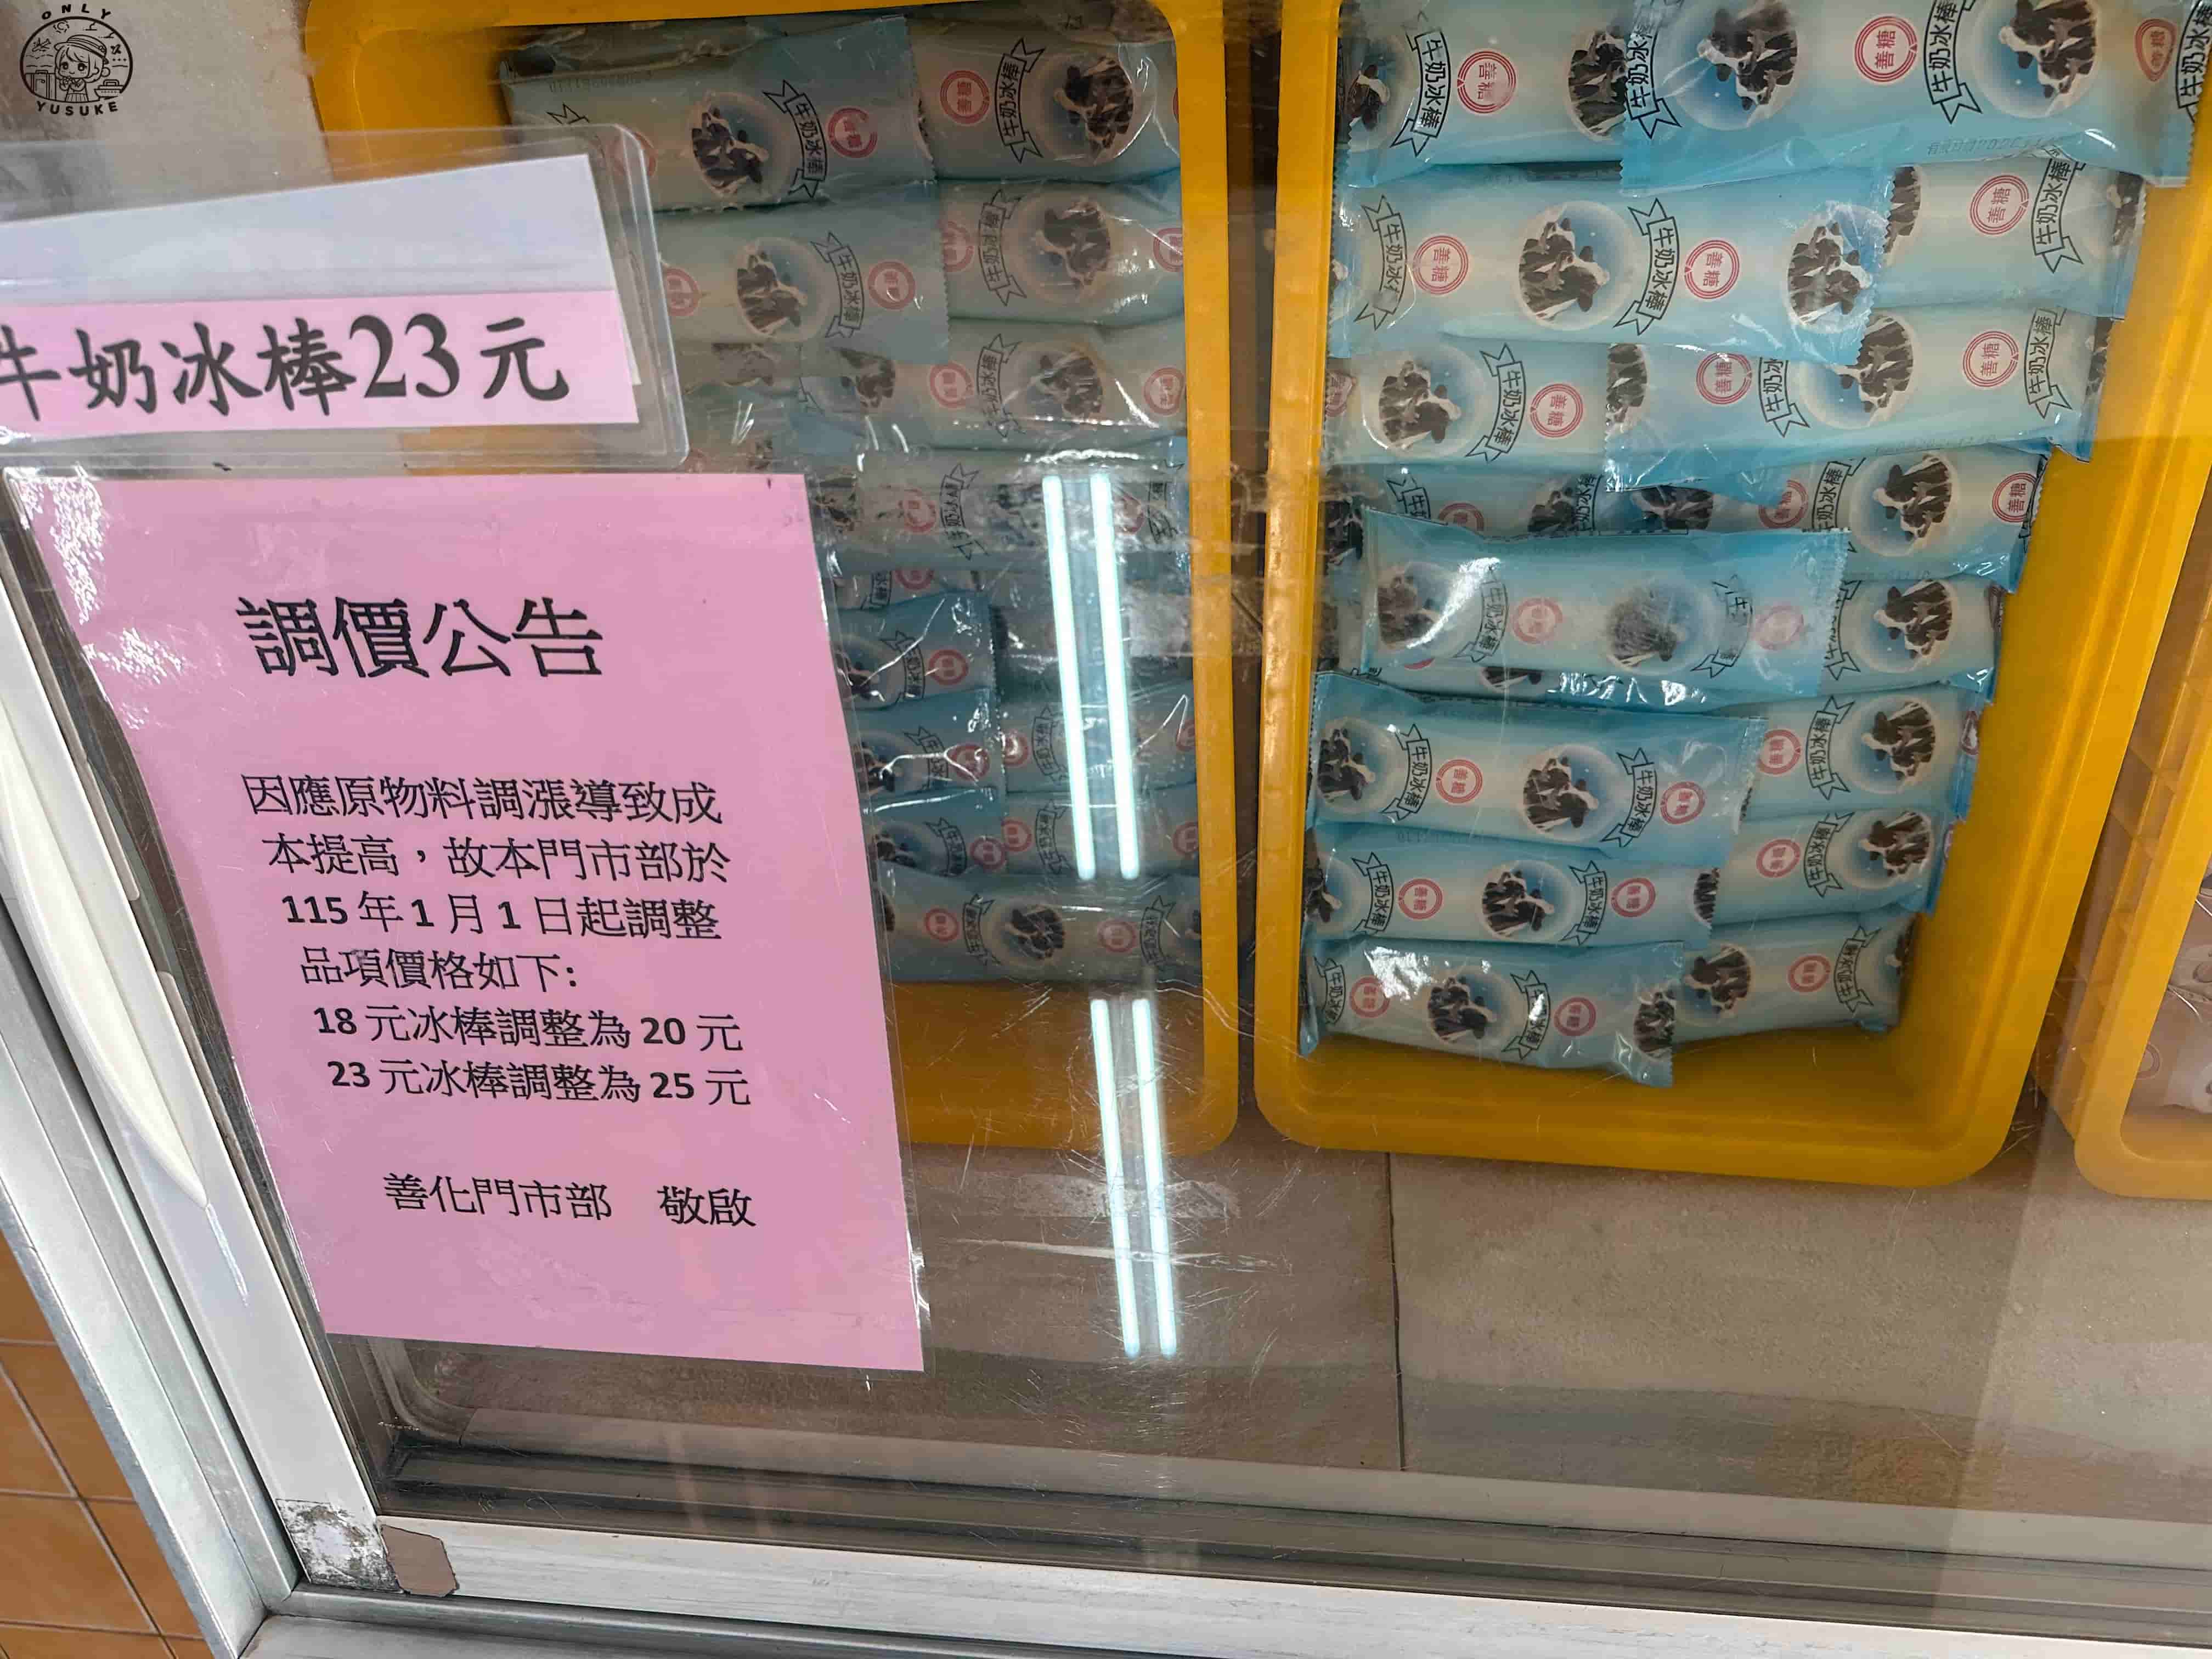 ONLY
YUSUKE
牛奶冰棒23元
調價公告
因應原物料調漲導致成
本提高，故本門市部於
115年1月1日起調整
品項價格如下:
18元冰棒調整為20元
23元冰棒調整為25元
善化門市部 敬啟
牛奶冰棒
善糖